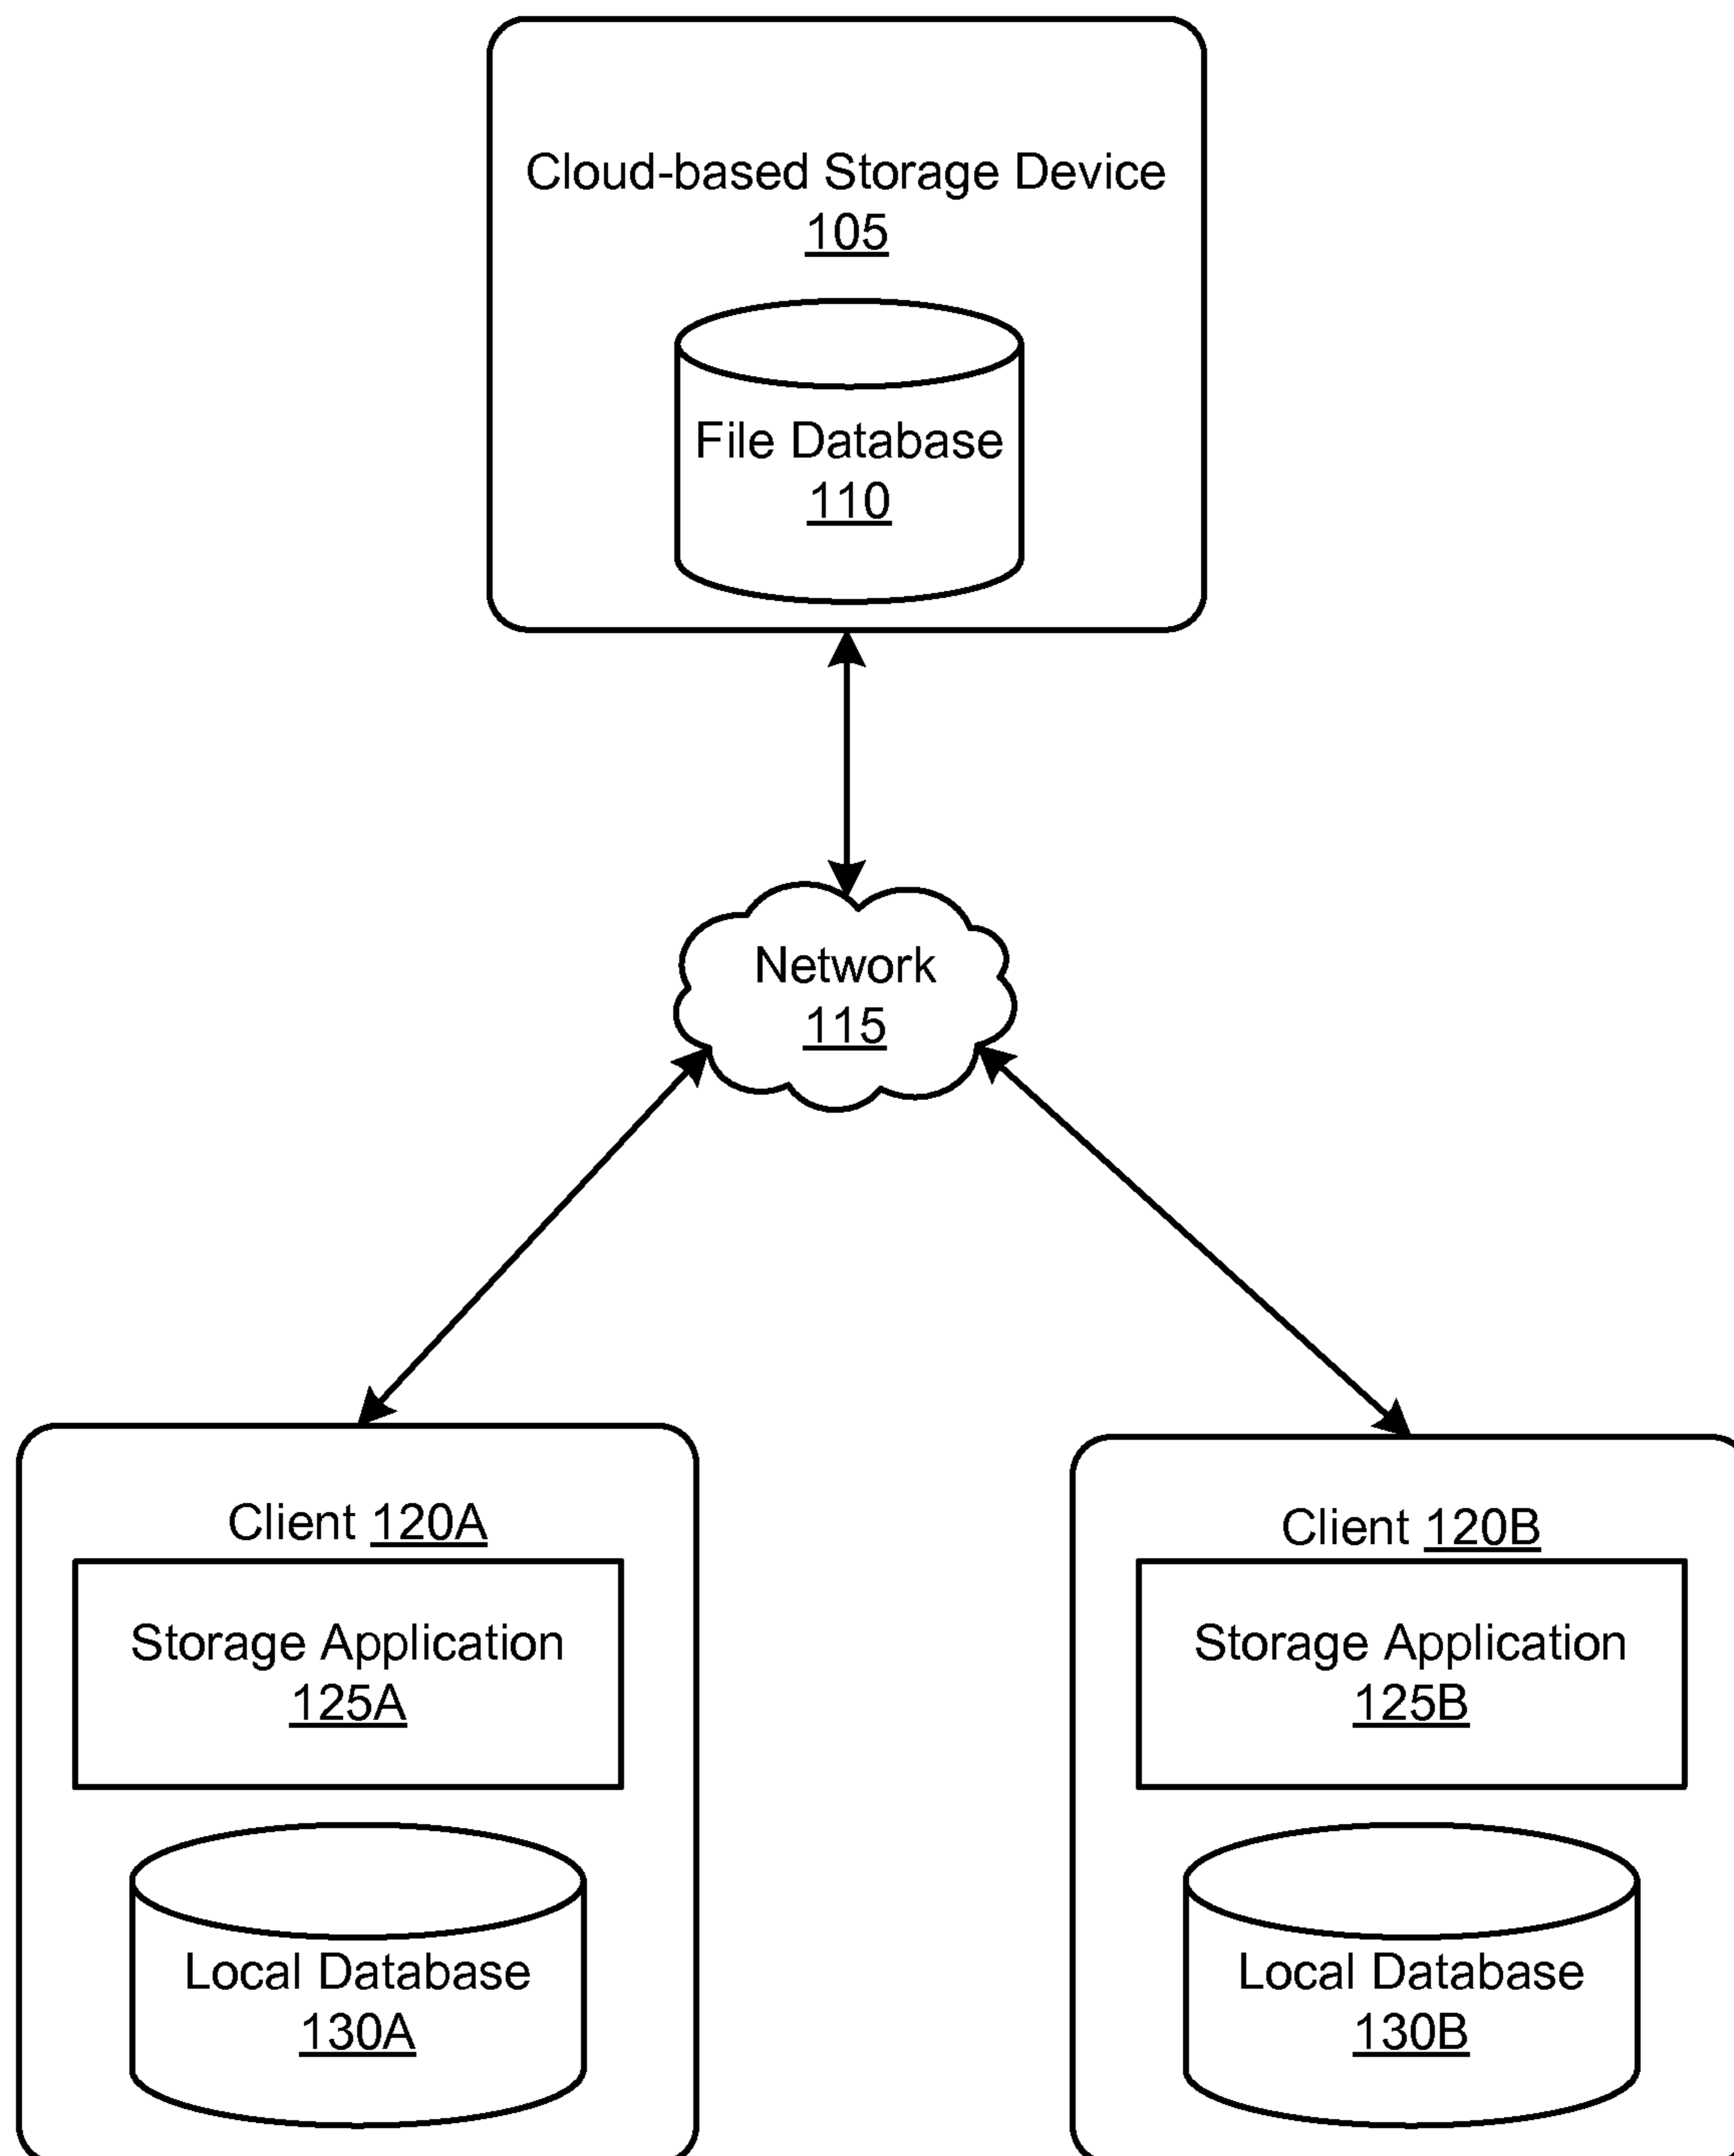 Cloud-based Storage Device
105
File Database
110
Network
115
Client 120A
Storage Application
125A
Local Database
130A
Client 120B
Storage Application
125B
Local Database
130B